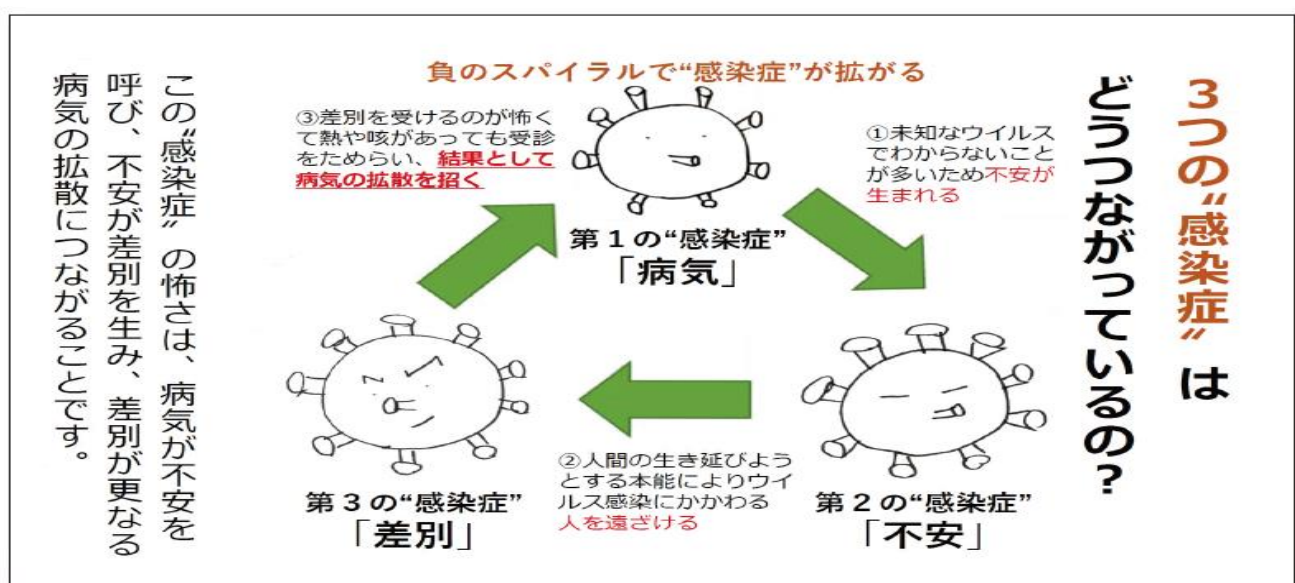 3つの“感染症”は
どうつながっているの?
負のスパイラルで“感染症”が拡がる
①未知なウイルス
でわからないこと
が多いため不安が
生まれる
第1の“感染症”
「病気」
②人間の生き延びよう
とする本能によりウイ
ルス感染にかかわる
人を遠ざける
第2の“感染症”
「不安」
③差別を受けるのが怖く
て熱や咳があっても受診
をためらい、結果として
病気の拡散を招く
第3の“感染症”
「差別」
この“感染症”の怖さは、病気が不安を
呼び、不安が差別を生み、差別が更なる
病気の拡散につながることです。